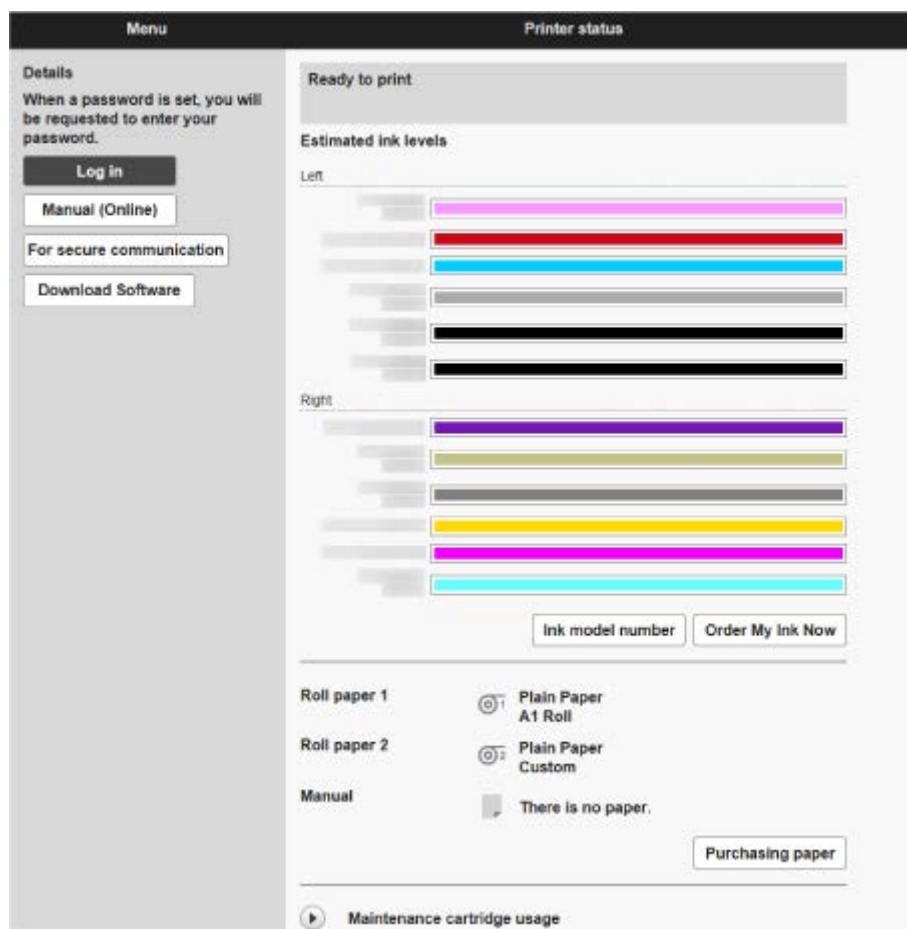 Menu
Printer status
Details
When a password is set, you will
be requested to enter your
password.
Log in
Manual (Online)
For secure communication
Download Software
Ready to print
Estimated ink levels
Left
Right
Ink model number
Order My Ink Now
Roll paper 1
1
Plain Paper
A1 Roll
Roll paper 2
2
Plain Paper
Custom
Manual
There is no paper.
Purchasing paper
Maintenance cartridge usage